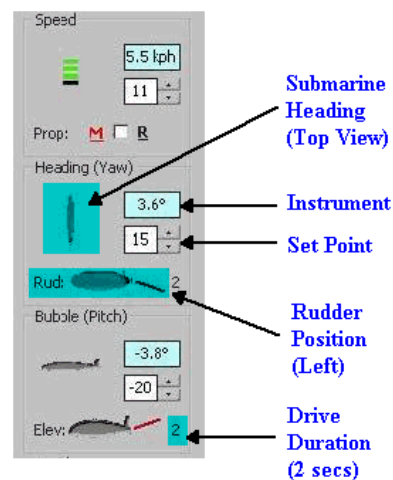 Speed
5.5 kph
11
Prop: M R
Heading (Yaw)
3.6°
15
Rud: 2
Bubble (Pitch)
-3.8°
-20
Elev: 2
Submarine
Heading
(Top View)
Instrument
Set Point
Rudder
Position
(Left)
Drive
Duration
(2 secs)